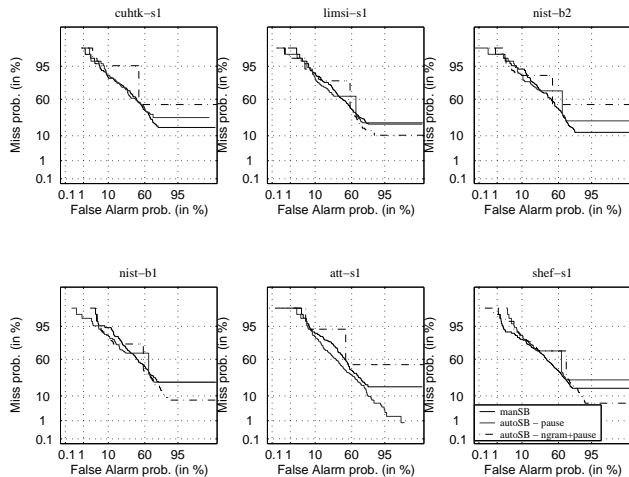 cuhtk−s1
limsi−s1
nist−b2
95
60
10
1
0.1
Miss prob. (in %)
0.1 1 10 60 95
False Alarm prob. (in %)
95
60
10
1
0.1
Miss prob. (in %)
0.1 1 10 60 95
False Alarm prob. (in %)
95
60
10
1
0.1
Miss prob. (in %)
0.1 1 10 60 95
False Alarm prob. (in %)
nist−b1
att−s1
shef−s1
95
60
10
1
0.1
Miss prob. (in %)
0.1 1 10 60 95
False Alarm prob. (in %)
95
60
10
1
0.1
Miss prob. (in %)
0.1 1 10 60 95
False Alarm prob. (in %)
95
60
10
1
0.1
Miss prob. (in %)
manSB
autoSB − pause
autoSB − ngram+pause
0.1 1 10 60 95
False Alarm prob. (in %)